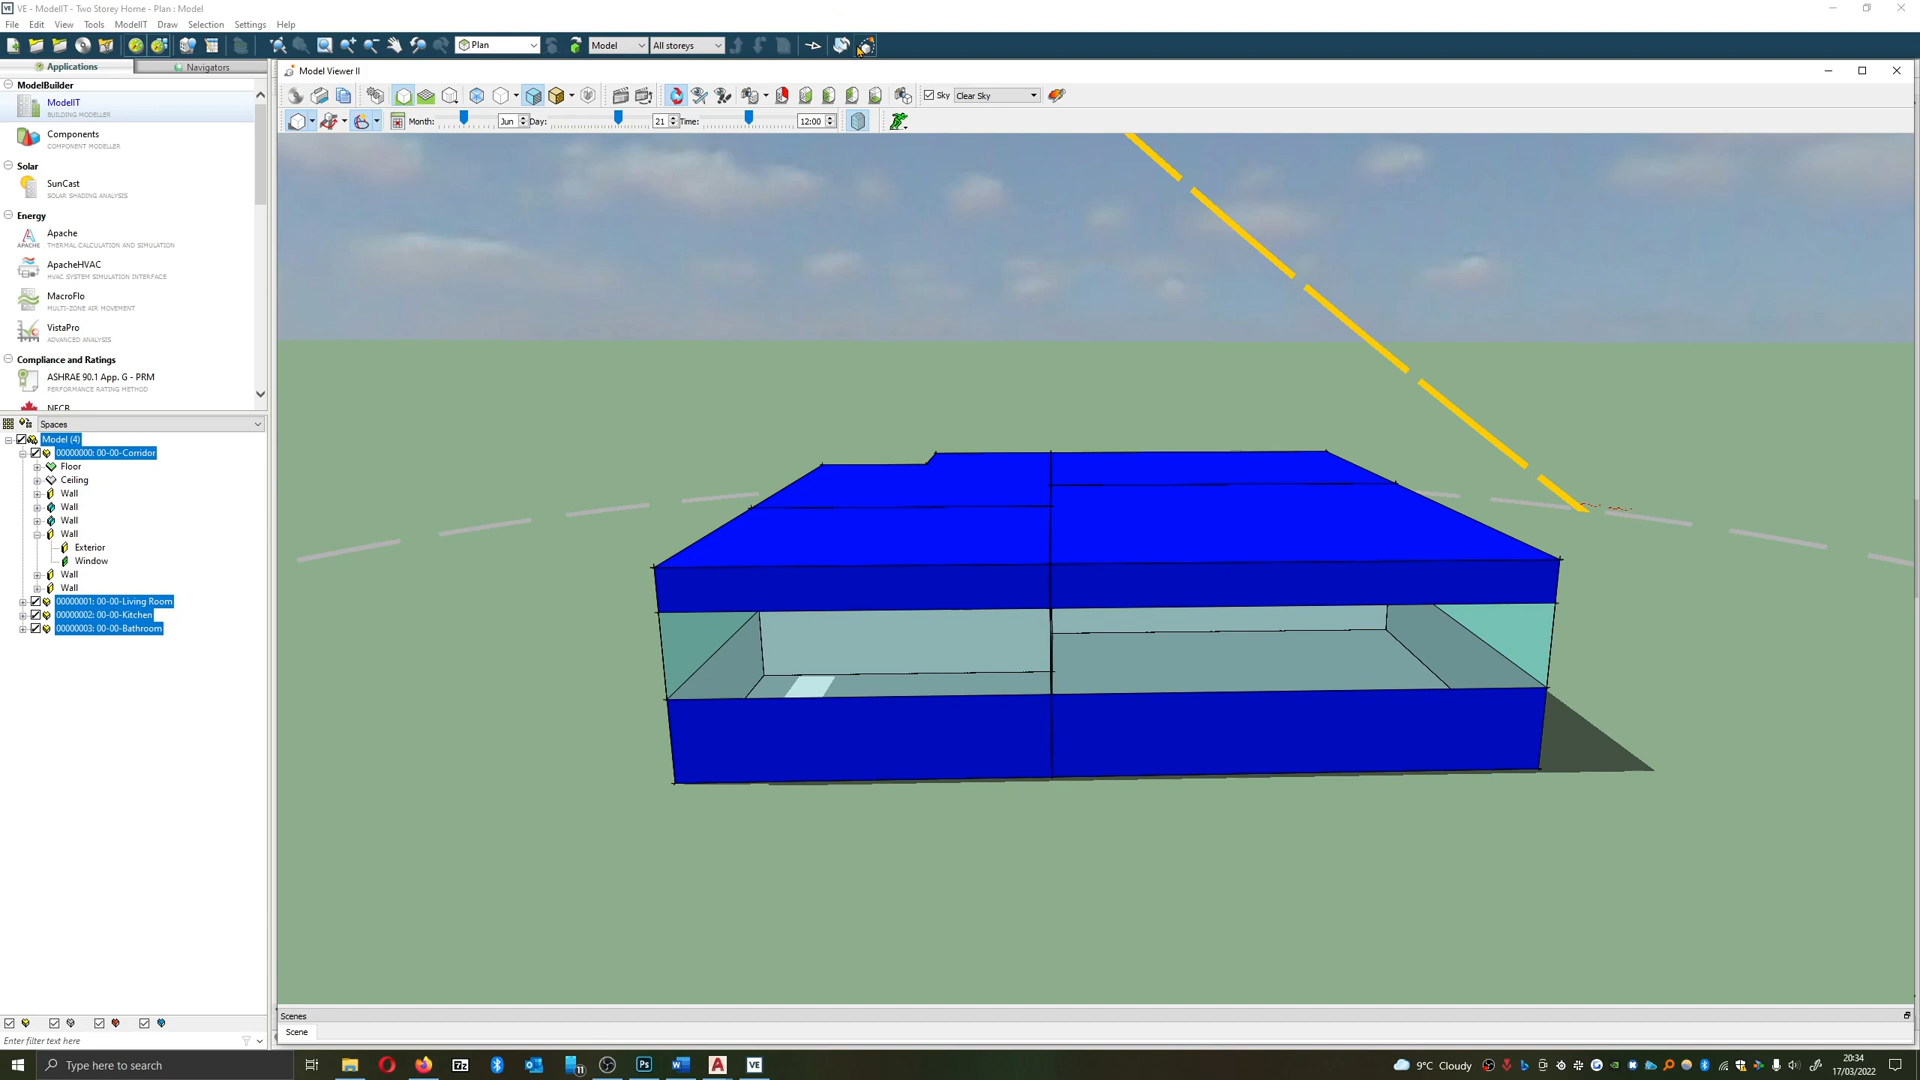 VE - ModelIT - Two Storey Home - Plan : Model
File Edit View Tools ModelIT Draw Selection Settings Help
Plan Model All storeys
Applications Navigators
Model Viewer II
Sky Clear Sky
Month: Jun Day: 21 Time: 12:00
ModelBuilder
ModelIT
BUILDING MODELLER
Components
COMPONENT MODELLER
Solar
SunCast
SOLAR SHADING ANALYSIS
Energy
Apache
APACHE THERMAL CALCULATION AND SIMULATION
ApacheHVAC
HVAC SYSTEM SIMULATION INTERFACE
MacroFlo
MULTI-ZONE AIR MOVEMENT
VistaPro
ADVANCED ANALYSIS
Compliance and Ratings
ASHRAE 90.1 App. G - PRM
PERFORMANCE RATING METHOD
NECB
Spaces
Model (4)
00000000: 00-00-Corridor
Floor
Ceiling
Wall
Wall
Wall
Wall
Exterior
Window
Wall
Wall
00000001: 00-00-Living Room
00000002: 00-00-Kitchen
00000003: 00-00-Bathroom
Enter filter text here
Scenes
Scene
Type here to search
9°C Cloudy
20:34
17/03/2022